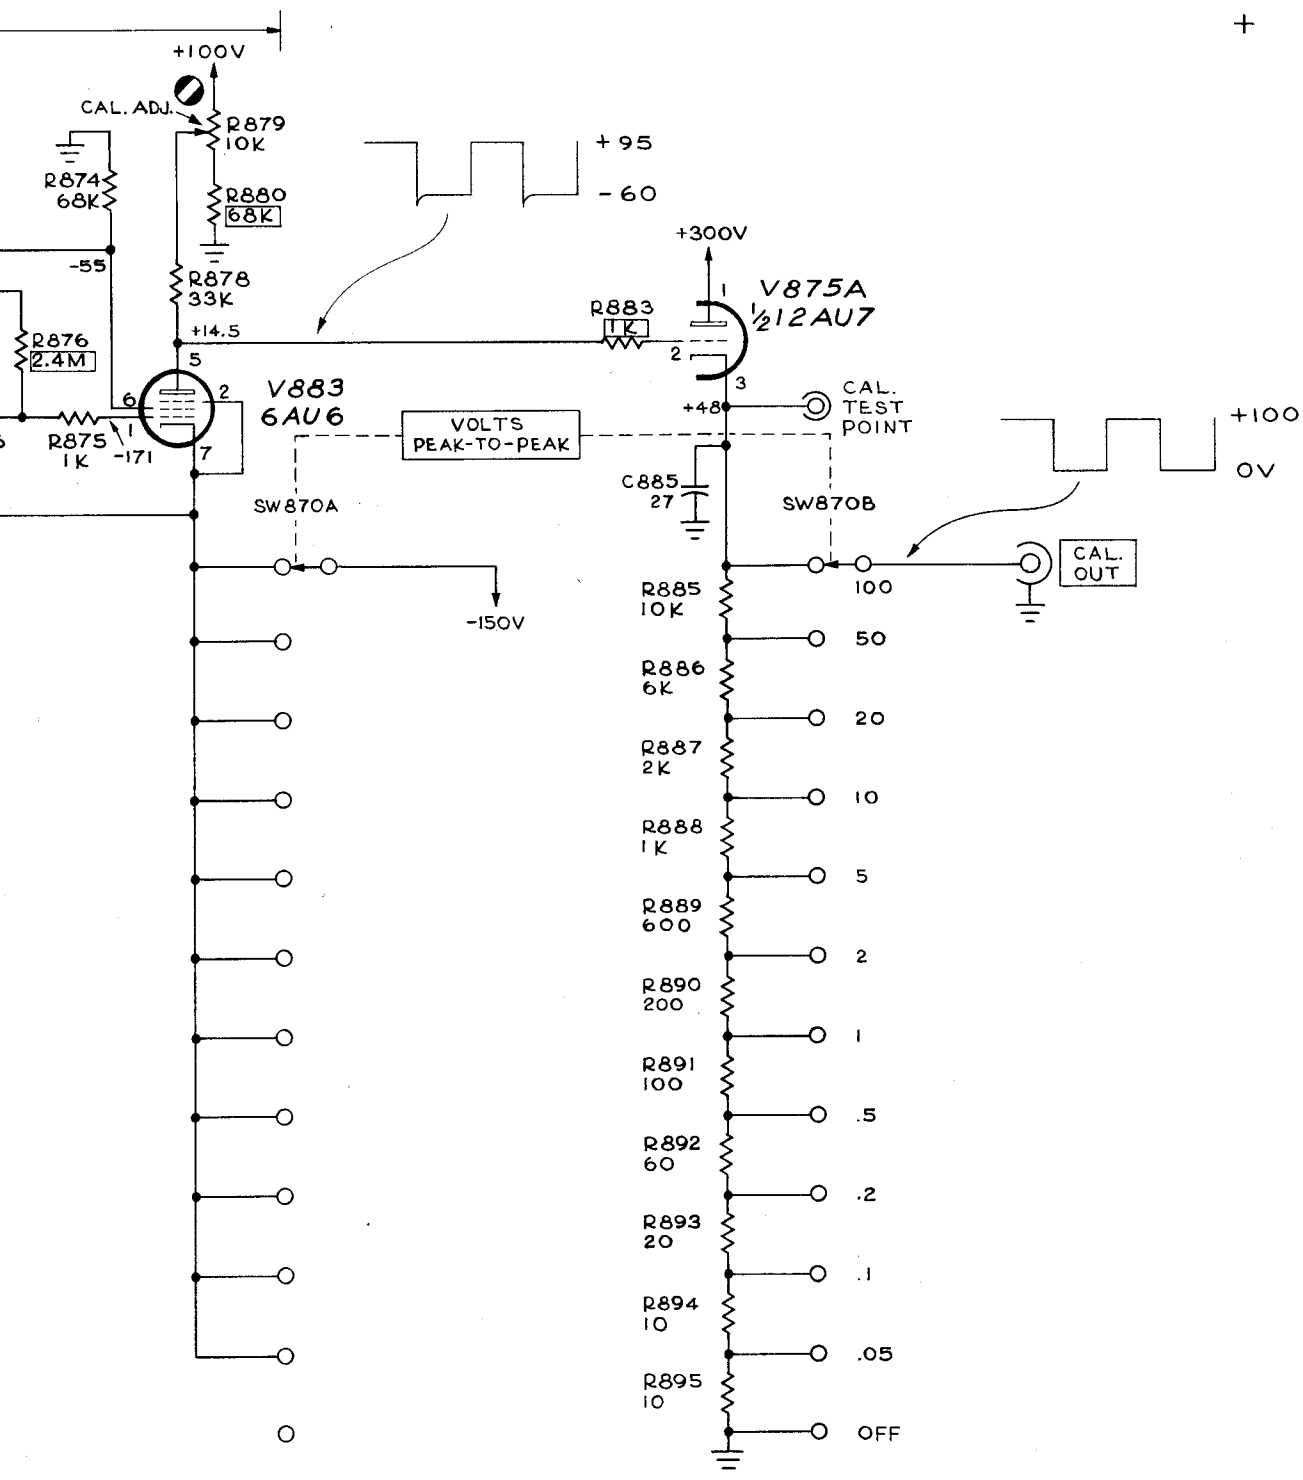 +
+100V
CAL. ADJ.
R879
10K
R874
68K
R880
68K
+95
-60
-55
R878
33K
+300V
1
V875A
½12AU7
R883
1K
2
3
+14.5
R876
2.4M
5
6
2
V883
6AU6
1
R875
1K
-171
7
+48
CAL.
TEST
POINT
VOLTS
PEAK-TO-PEAK
+100
0V
C885
27
SW870A
SW870B
CAL.
OUT
-150V
R885
10K
100
50
R886
6K
20
R887
2K
10
R888
1K
5
R889
600
2
R890
200
1
R891
100
.5
R892
60
.2
R893
20
.1
R894
10
.05
R895
10
OFF